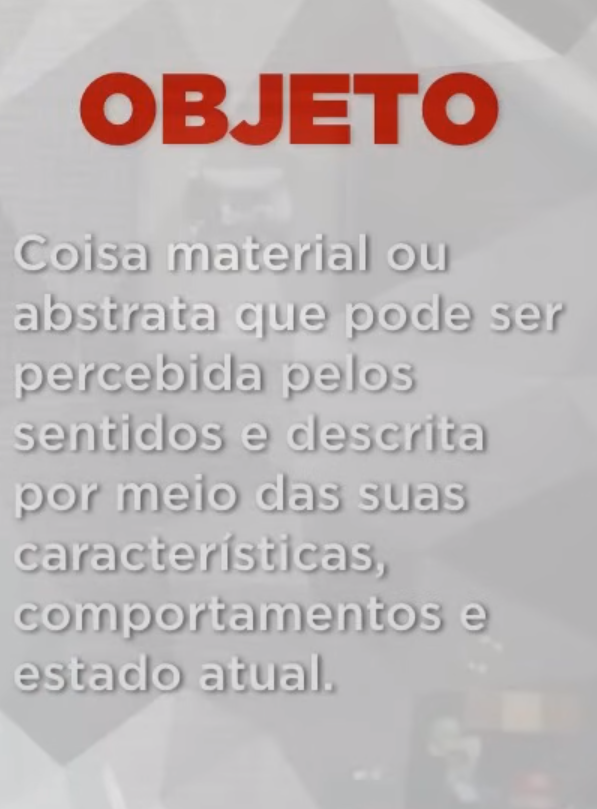 OBJETO
Coisa material ou
abstrata que pode ser
percebida pelos
sentidos e descrita
por meio das suas
características,
comportamentos e
estado atual.